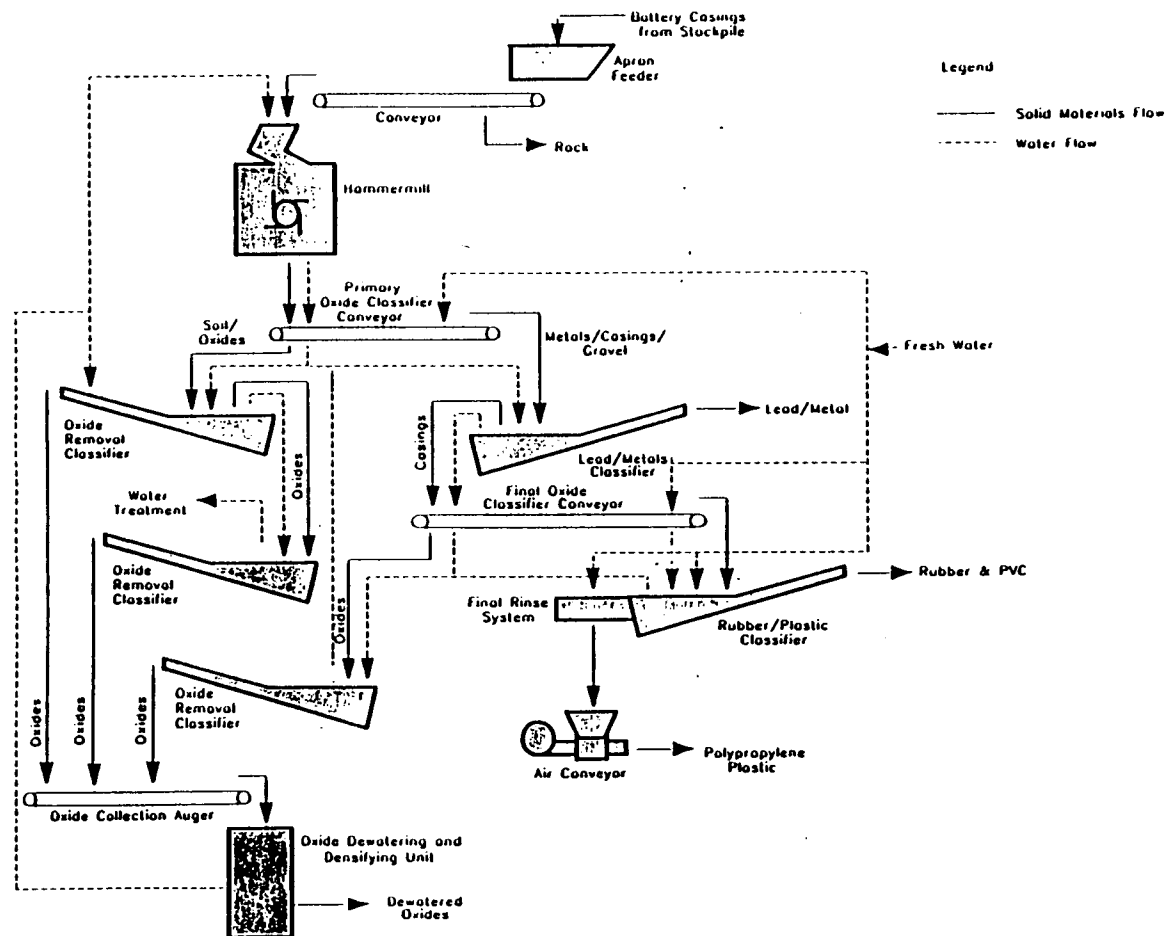 Battery Casings
from Stockpile
Apron
Feeder
Legend
Solid Materials Flow
Water Flow
Conveyor
Rock
Hammermill
Primary
Oxide Classifier
Conveyor
Soil/
Oxides
Metals/Casings/
Gravel
Fresh Water
Oxide
Removal
Classifier
Oxides
Casings
Lead/Metal
Lead/Metals
Classifier
Water
Treatment
Final Oxide
Classifier Conveyor
Oxide
Removal
Classifier
Rubber & PVC
Final Rinse
System
Rubber/Plastic
Classifier
Oxides
Oxide
Removal
Classifier
Oxides
Oxides
Oxides
Air Conveyor
Polypropylene
Plastic
Oxide Collection Auger
Oxide Dewatering and
Densifying Unit
Dewatered
Oxides